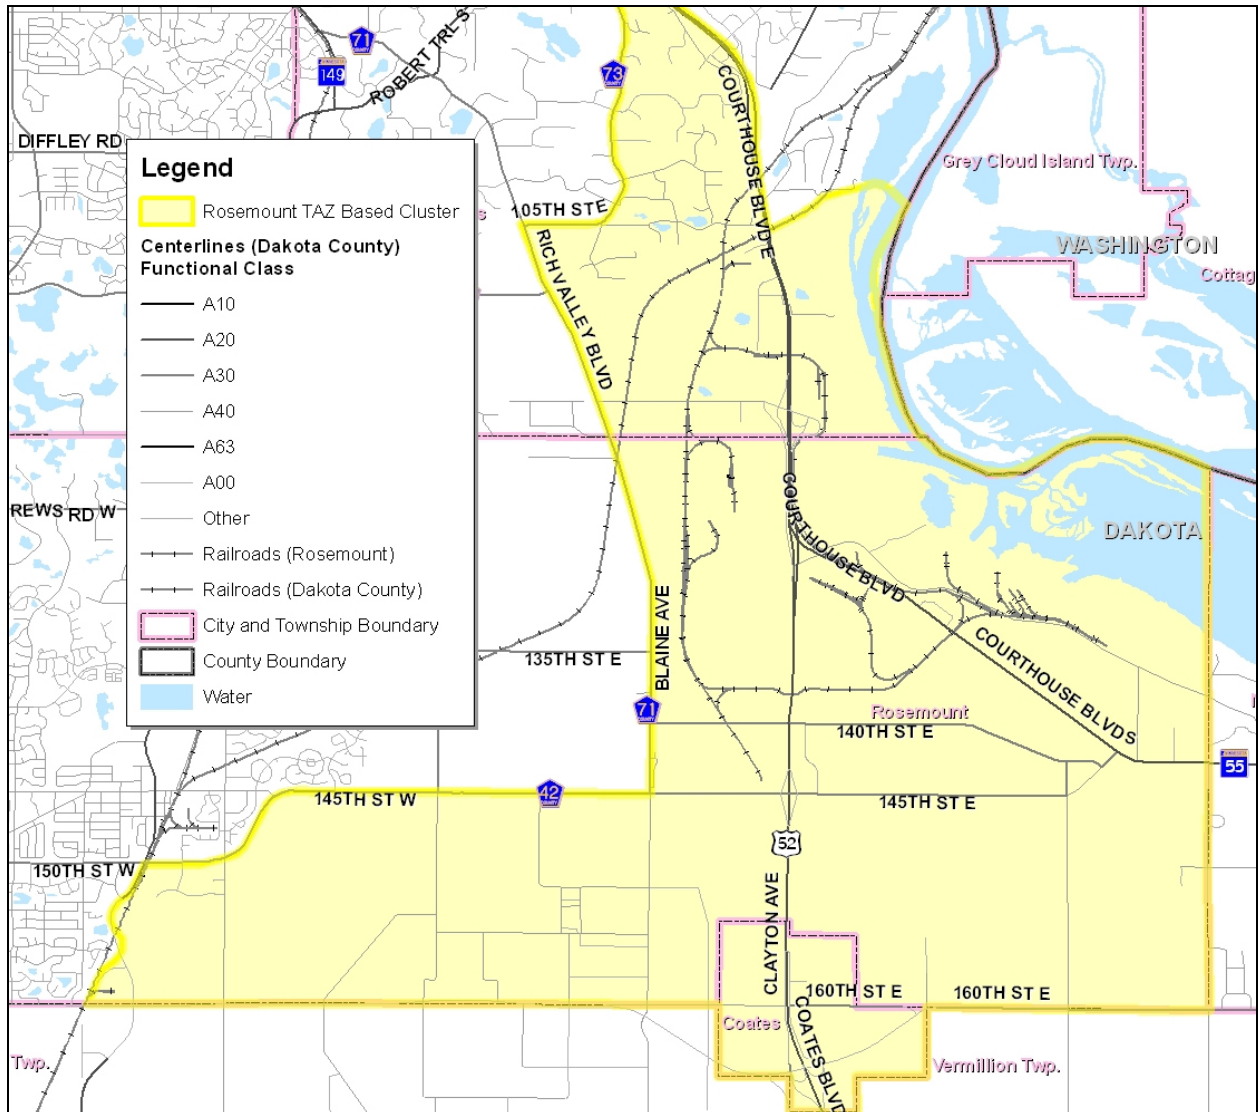 71
COUNTY
149
ROBERT TRL S
73
COUNTY
COURTHOUSE BLVD E
DIFFLEY RD
Grey Cloud Island Twp.
Legend
Rosemount TAZ Based Cluster
s
105TH ST E
WASHINGTON
Centerlines (Dakota County)
Functional Class
RICH VALLEY BLVD
Cottag
A10
A20
A30
A40
A63
A00
REWS RD W
Other
COURTHOUSE BLVD
DAKOTA
Railroads (Rosemount)
Railroads (Dakota County)
BLAINE AVE
City and Township Boundary
County Boundary
135TH ST E
COURTHOUSE BLVD S
Water
71
COUNTY
Rosemount
140TH ST E
55
42
COUNTY
145TH ST W
145TH ST E
52
150TH ST W
CLAYTON AVE
160TH ST E
160TH ST E
Coates
COATES BLVD
Twp.
Vermillion Twp.